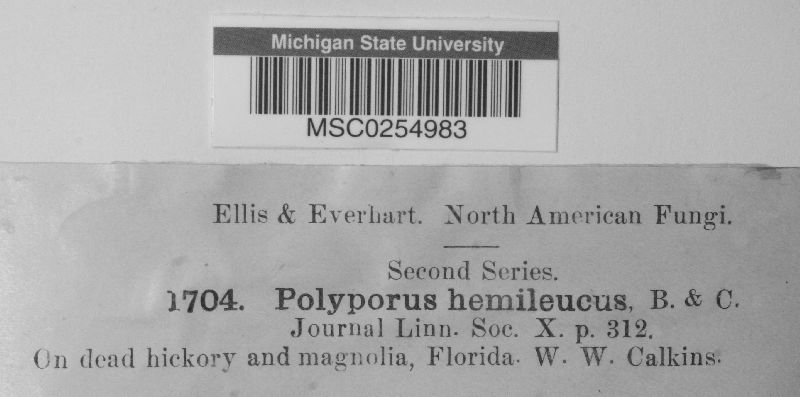 Michigan State University
MSC0254983
Ellis & Everhart. North American Fungi.
Second Series.
1704. Polyporus hemileucus, B. & C.
Journal Linn. Soc. X. p. 312.
On dead hickory and magnolia, Florida. W. W. Calkins.